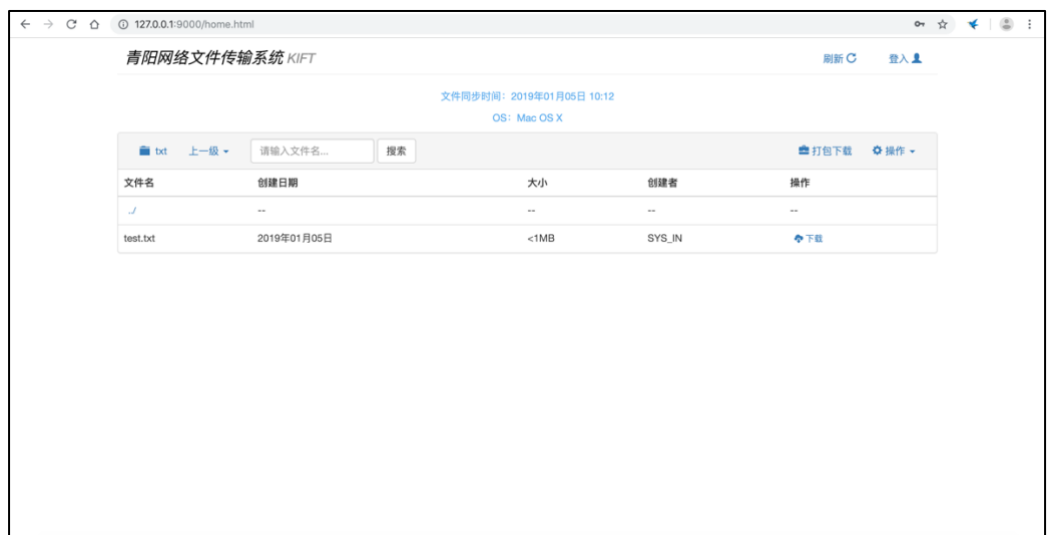 127.0.0.1:9000/home.html
青阳网络文件传输系统 KIFT 刷新 登入
文件同步时间：2019年01月05日 10:12
OS：Mac OS X
txt 上一级 请输入文件名... 搜索 打包下载 操作
文件名 创建日期 大小 创建者 操作
../ -- -- -- --
test.txt 2019年01月05日 <1MB SYS_IN 下载